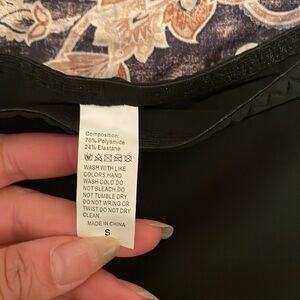 Composition:
76% Polyamide
24% Elastane
WASH WITH LIKE
COLORS.HAND
WASH COLD.DO
NOT BLEACH.DO
NOT TUMBLE DRY.
DO NOT WRING OR
TWIST.DO NOT DRY
CLEAN.
MADE IN CHINA
S